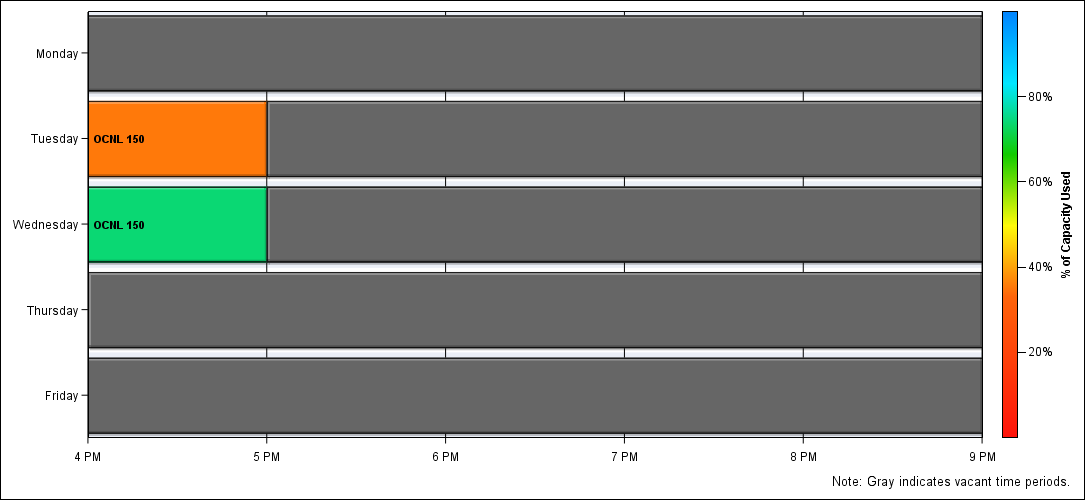 Monday
Tuesday
OCNL 150
Wednesday
OCNL 150
Thursday
Friday
4 PM 5 PM 6 PM 7 PM 8 PM 9 PM
80%
60%
40%
20%
% of Capacity Used
Note: Gray indicates vacant time periods.